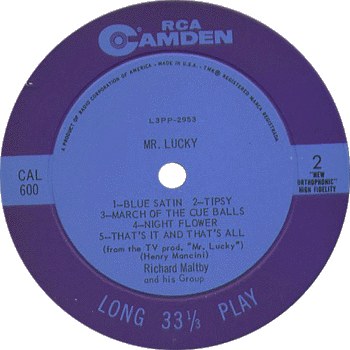 RCA
CAMDEN
A PRODUCT OF RADIO CORPORATION OF AMERICA • MADE IN U.S.A. • TMK(S) ® REGISTERED MARCA REGISTRADA
L3PP-2953
MR. LUCKY
CAL
600
2
"NEW
ORTHOPHONIC"
HIGH FIDELITY
1—BLUE SATIN 2—TIPSY
3—MARCH OF THE CUE BALLS
4—NIGHT FLOWER
5—THAT'S IT AND THAT'S ALL
(from the TV prod. "Mr. Lucky")
(Henry Mancini)
Richard Maltby
and his Group
LONG 33⅓ PLAY